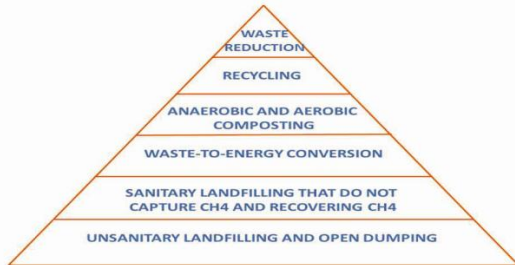 WASTE
REDUCTION
RECYCLING
ANAEROBIC AND AEROBIC
COMPOSTING
WASTE-TO-ENERGY CONVERSION
SANITARY LANDFILLING THAT DO NOT
CAPTURE CH4 AND RECOVERING CH4
UNSANITARY LANDFILLING AND OPEN DUMPING